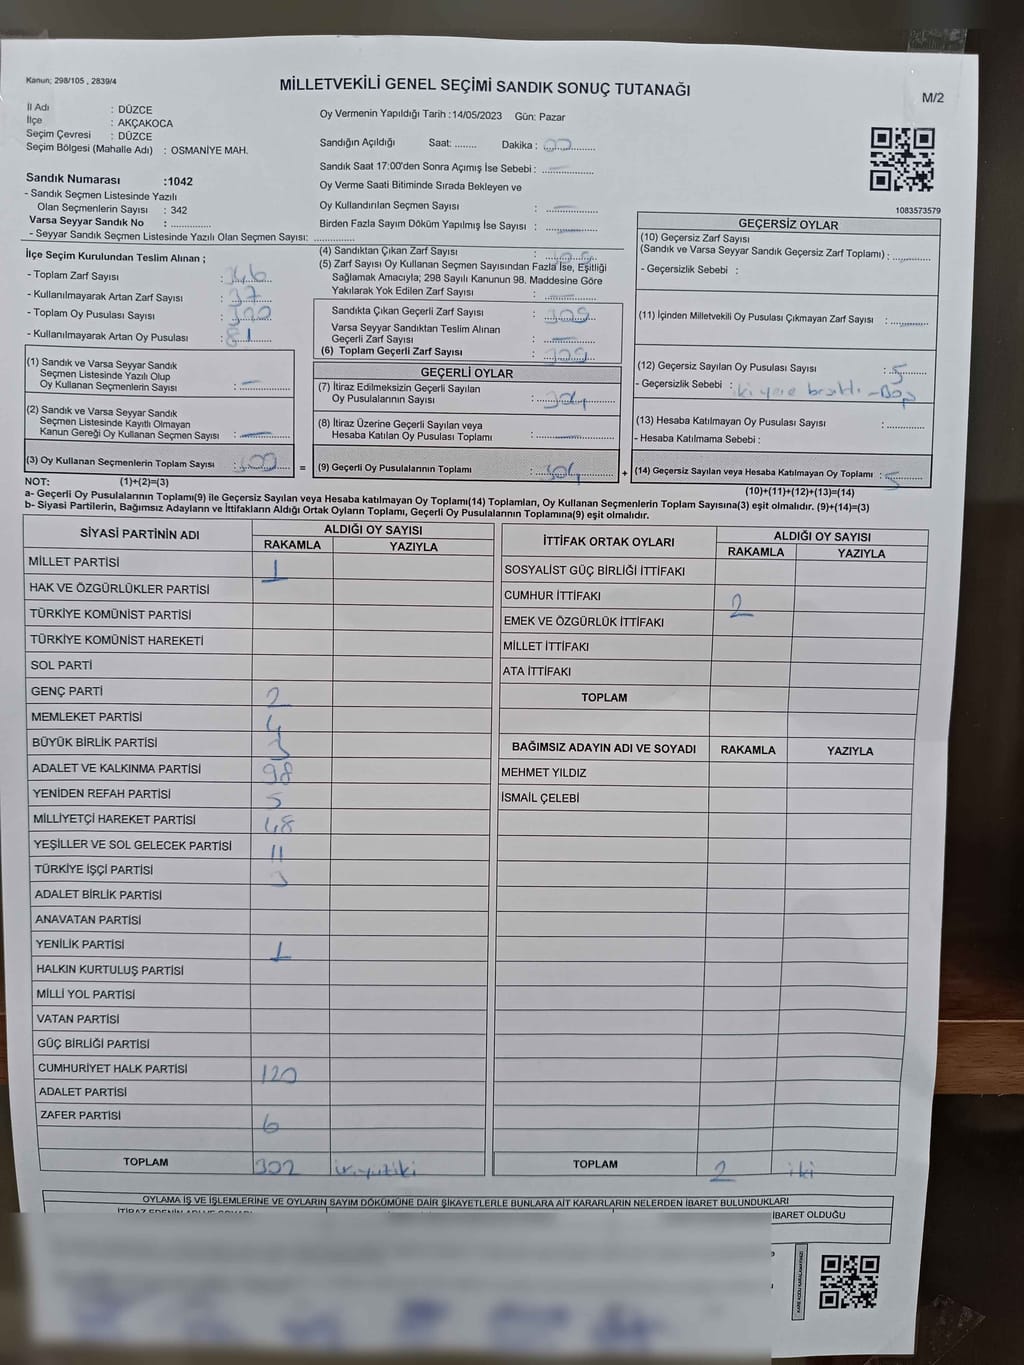 Kanun; 298/105 , 2839/4
MİLLETVEKİLİ GENEL SEÇİMİ SANDIK SONUÇ TUTANAĞI
M/2
İl Adı : DÜZCE
İlçe : AKÇAKOCA
Seçim Çevresi : DÜZCE
Seçim Bölgesi (Mahalle Adı) : OSMANİYE MAH.
Oy Vermenin Yapıldığı Tarih :14/05/2023 Gün: Pazar
Sandığın Açıldığı Saat: ........ Dakika :
Sandık Saat 17:00'den Sonra Açımış İse Sebebi :
Oy Verme Saati Bitiminde Sırada Bekleyen ve
Oy Kullandırılan Seçmen Sayısı :
Birden Fazla Sayım Döküm Yapılmış İse Sayısı :
1083573579
Sandık Numarası :1042
- Sandık Seçmen Listesinde Yazılı
Olan Seçmenlerin Sayısı : 342
Varsa Seyyar Sandık No :
- Seyyar Sandık Seçmen Listesinde Yazılı Olan Seçmen Sayısı:
İlçe Seçim Kurulundan Teslim Alınan ;
- Toplam Zarf Sayısı : 346
- Kullanılmayarak Artan Zarf Sayısı : 37
- Toplam Oy Pusulası Sayısı :
- Kullanılmayarak Artan Oy Pusulası : 81
(4) Sandıktan Çıkan Zarf Sayısı :
(5) Zarf Sayısı Oy Kullanan Seçmen Sayısından Fazla İse, Eşitliği
Sağlamak Amacıyla; 298 Sayılı Kanunun 98. Maddesine Göre
Yakılarak Yok Edilen Zarf Sayısı :
Sandıkta Çıkan Geçerli Zarf Sayısı : 309
Varsa Seyyar Sandıktan Teslim Alınan
Geçerli Zarf Sayısı :
(6) Toplam Geçerli Zarf Sayısı : 309
GEÇERSİZ OYLAR
(10) Geçersiz Zarf Sayısı
(Sandık ve Varsa Seyyar Sandık Geçersiz Zarf Toplamı) :
- Geçersizlik Sebebi :
(11) İçinden Milletvekili Oy Pusulası Çıkmayan Zarf Sayısı :
(12) Geçersiz Sayılan Oy Pusulası Sayısı : 5
- Geçersizlik Sebebi : iki yere
(13) Hesaba Katılmayan Oy Pusulası Sayısı :
- Hesaba Katılmama Sebebi :
(14) Geçersiz Sayılan veya Hesaba Katılmayan Oy Toplamı : 5
(10)+(11)+(12)+(13)=(14)
(1) Sandık ve Varsa Seyyar Sandık
Seçmen Listesinde Yazılı Olup
Oy Kullanan Seçmenlerin Sayısı :
(2) Sandık ve Varsa Seyyar Sandık
Seçmen Listesinde Kayıtlı Olmayan
Kanun Gereği Oy Kullanan Seçmen Sayısı :
(3) Oy Kullanan Seçmenlerin Toplam Sayısı :
=
GEÇERLİ OYLAR
(7) İtiraz Edilmeksizin Geçerli Sayılan
Oy Pusulalarının Sayısı : 304
(8) İtiraz Üzerine Geçerli Sayılan veya
Hesaba Katılan Oy Pusulası Toplamı :
(9) Geçerli Oy Pusulalarının Toplamı : 304
+
NOT: (1)+(2)=(3)
a- Geçerli Oy Pusulalarının Toplamı(9) ile Geçersiz Sayılan veya Hesaba katılmayan Oy Toplamı(14) Toplamları, Oy Kullanan Seçmenlerin Toplam Sayısına(3) eşit olmalıdır. (9)+(14)=(3)
b- Siyasi Partilerin, Bağımsız Adayların ve İttifakların Aldığı Ortak Oyların Toplamı, Geçerli Oy Pusulalarının Toplamına(9) eşit olmalıdır.
SİYASİ PARTİNİN ADI ALDIĞI OY SAYISI
RAKAMLA YAZIYLA
MİLLET PARTİSİ 1
HAK VE ÖZGÜRLÜKLER PARTİSİ
TÜRKİYE KOMÜNİST PARTİSİ
TÜRKİYE KOMÜNİST HAREKETİ
SOL PARTİ
GENÇ PARTİ 2
MEMLEKET PARTİSİ 4
BÜYÜK BİRLİK PARTİSİ 3
ADALET VE KALKINMA PARTİSİ 98
YENİDEN REFAH PARTİSİ 5
MİLLİYETÇİ HAREKET PARTİSİ 48
YEŞİLLER VE SOL GELECEK PARTİSİ 11
TÜRKİYE İŞÇİ PARTİSİ 3
ADALET BİRLİK PARTİSİ
ANAVATAN PARTİSİ
YENİLİK PARTİSİ 1
HALKIN KURTULUŞ PARTİSİ
MİLLİ YOL PARTİSİ
VATAN PARTİSİ
GÜÇ BİRLİĞİ PARTİSİ
CUMHURİYET HALK PARTİSİ 120
ADALET PARTİSİ
ZAFER PARTİSİ 6
TOPLAM 302
İTTİFAK ORTAK OYLARI ALDIĞI OY SAYISI
RAKAMLA YAZIYLA
SOSYALİST GÜÇ BİRLİĞİ İTTİFAKI
CUMHUR İTTİFAKI 2
EMEK VE ÖZGÜRLÜK İTTİFAKI
MİLLET İTTİFAKI
ATA İTTİFAKI
TOPLAM
BAĞIMSIZ ADAYIN ADI VE SOYADI RAKAMLA YAZIYLA
MEHMET YILDIZ
İSMAİL ÇELEBİ
TOPLAM 2 iki
OYLAMA İŞ VE İŞLEMLERİNE VE OYLARIN SAYIM DÖKÜMÜNE DAİR ŞİKAYETLERLE BUNLARA AİT KARARLARIN NELERDEN İBARET BULUNDUKLARI
İBARET OLDUĞU